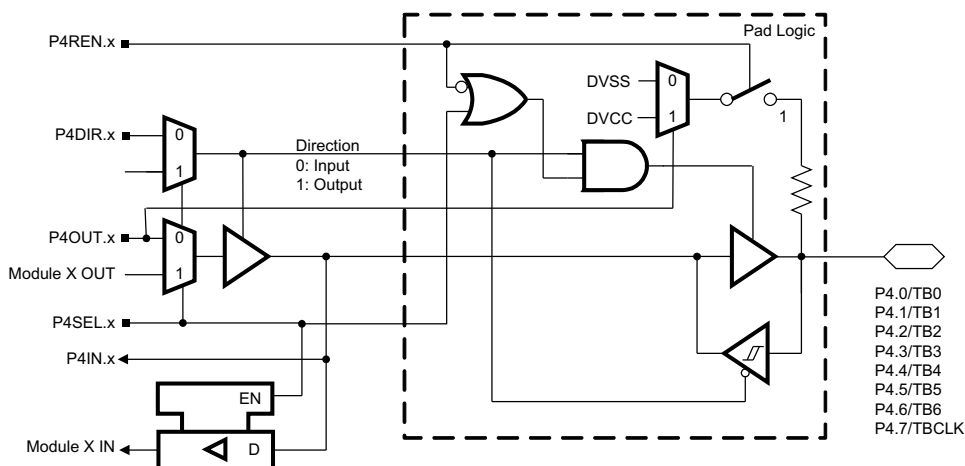 Pad Logic
P4REN.x
DVSS
0
DVCC
1
1
P4DIR.x
0
1
Direction
0: Input
1: Output
P4OUT.x
0
Module X OUT
1
P4SEL.x
P4IN.x
EN
Module X IN
D
P4.0/TB0
P4.1/TB1
P4.2/TB2
P4.3/TB3
P4.4/TB4
P4.5/TB5
P4.6/TB6
P4.7/TBCLK